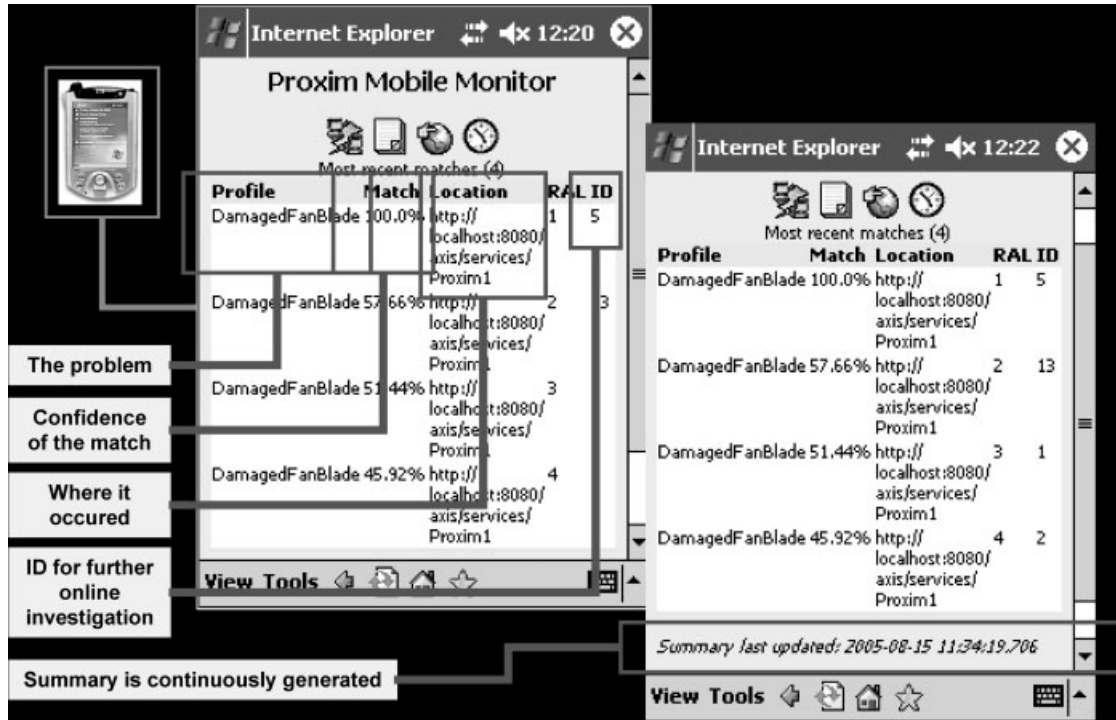 Internet Explorer 12:20
Proxim Mobile Monitor
Most recent matches (4)
Profile Match Location RAL ID
DamagedFanBlade 100.0% http:// 1 5
localhost:8080/
axis/services/
Proxim1
DamagedFanBlade 57.66% http:// 2 3
localhost:8080/
axis/services/
Proxim1
DamagedFanBlade 51.44% http:// 3
localhost:8080/
axis/services/
Proxim1
DamagedFanBlade 45.92% http:// 4
localhost:8080/
axis/services/
Proxim1
View Tools
The problem
Confidence
of the match
Where it
occured
ID for further
online
investigation
Summary is continuously generated
Internet Explorer 12:22
Most recent matches (4)
Profile Match Location RAL ID
DamagedFanBlade 100.0% http:// 1 5
localhost:8080/
axis/services/
Proxim1
DamagedFanBlade 57.66% http:// 2 13
localhost:8080/
axis/services/
Proxim1
DamagedFanBlade 51.44% http:// 3 1
localhost:8080/
axis/services/
Proxim1
DamagedFanBlade 45.92% http:// 4 2
localhost:8080/
axis/services/
Proxim1
Summary last updated: 2005-08-15 11:34:19.706
View Tools